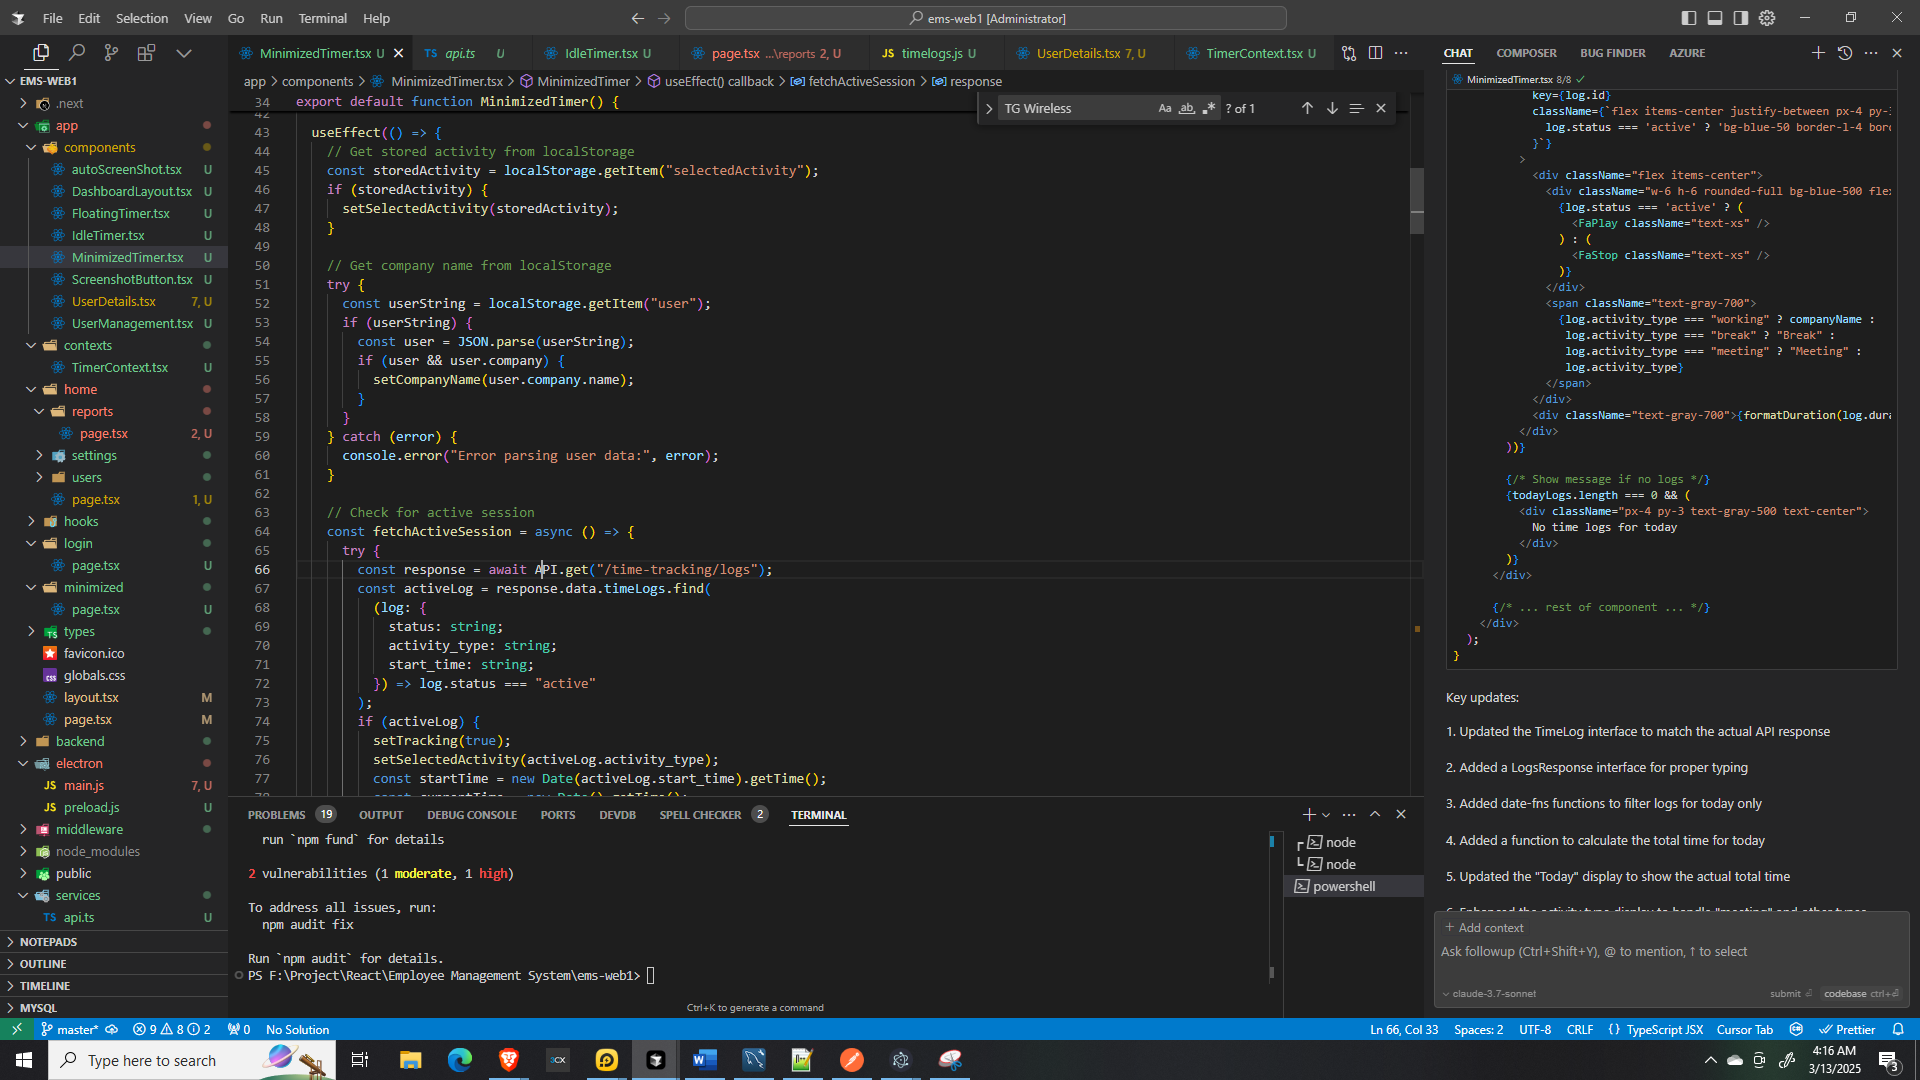 File Edit Selection View Go Run Terminal Help
ems-web1 [Administrator]
MinimizedTimer.tsx U
api.ts U
IdleTimer.tsx U
page.tsx ...\reports 2, U
timelogs.js U
UserDetails.tsx 7, U
TimerContext.tsx U
CHAT COMPOSER BUG FINDER AZURE
EMS-WEB1
.next
app
components
autoScreenShot.tsx U
DashboardLayout.tsx U
FloatingTimer.tsx U
IdleTimer.tsx U
MinimizedTimer.tsx U
ScreenshotButton.tsx U
UserDetails.tsx 7, U
UserManagement.tsx U
contexts
TimerContext.tsx U
home
reports
page.tsx 2, U
settings
users
page.tsx 1, U
hooks
login
page.tsx U
minimized
page.tsx U
types
favicon.ico
globals.css
layout.tsx M
page.tsx M
backend
electron
main.js 7, U
preload.js U
middleware
node_modules
public
services
api.ts U
NOTEPADS
OUTLINE
TIMELINE
MYSQL
app > components > MinimizedTimer.tsx > MinimizedTimer > useEffect() callback > fetchActiveSession > response
TG Wireless
? of 1
34 export default function MinimizedTimer() {
42
43 useEffect(() => {
44 // Get stored activity from localStorage
45 const storedActivity = localStorage.getItem("selectedActivity");
46 if (storedActivity) {
47 setSelectedActivity(storedActivity);
48 }
49
50 // Get company name from localStorage
51 try {
52 const userString = localStorage.getItem("user");
53 if (userString) {
54 const user = JSON.parse(userString);
55 if (user && user.company) {
56 setCompanyName(user.company.name);
57 }
58 }
59 } catch (error) {
60 console.error("Error parsing user data:", error);
61 }
62
63 // Check for active session
64 const fetchActiveSession = async () => {
65 try {
66 const response = await API.get("/time-tracking/logs");
67 const activeLog = response.data.timeLogs.find(
68 (log: {
69 status: string;
70 activity_type: string;
71 start_time: string;
72 }) => log.status === "active"
73 );
74 if (activeLog) {
75 setTracking(true);
76 setSelectedActivity(activeLog.activity_type);
77 const startTime = new Date(activeLog.start_time).getTime();
PROBLEMS 19 OUTPUT DEBUG CONSOLE PORTS DEVDB SPELL CHECKER 2 TERMINAL
run `npm fund` for details
2 vulnerabilities (1 moderate, 1 high)
To address all issues, run:
npm audit fix
Run `npm audit` for details.
PS F:\Project\React\Employee Management System\ems-web1>
Ctrl+K to generate a command
node
node
powershell
MinimizedTimer.tsx 8/8
key={log.id}
className={`flex items-center justify-between px-4 py-
log.status === 'active' ? 'bg-blue-50 border-l-4
}`}
>
<div className="flex items-center">
<div className="w-6 h-6 rounded-full bg-blue-500
{log.status === 'active' ? (
<FaPlay className="text-xs" />
) : (
<FaStop className="text-xs" />
)}
</div>
<span className="text-gray-700">
{log.activity_type === "working" ? companyName :
log.activity_type === "break" ? "Break" :
log.activity_type === "meeting" ? "Meeting" :
log.activity_type}
</span>
</div>
<div className="text-gray-700">{formatDuration(log.dura
</div>
))}
{/* Show message if no logs */}
{todayLogs.length === 0 && (
<div className="px-4 py-3 text-gray-500 text-center">
No time logs for today
</div>
)}
</div>
{/* ... rest of component ... */}
</div>
);
}
Key updates:
1. Updated the TimeLog interface to match the actual API response
2. Added a LogsResponse interface for proper typing
3. Added date-fns functions to filter logs for today only
4. Added a function to calculate the total time for today
5. Updated the "Today" display to show the actual total time
+ Add context
Ask followup (Ctrl+Shift+Y), @ to mention, ↑ to select
claude-3.7-sonnet
submit
codebase ctrl+
master* 9 8 2 0 No Solution
Ln 66, Col 33 Spaces: 2 UTF-8 CRLF {} TypeScript JSX Cursor Tab Prettier
Type here to search
4:16 AM
3/13/2025
3